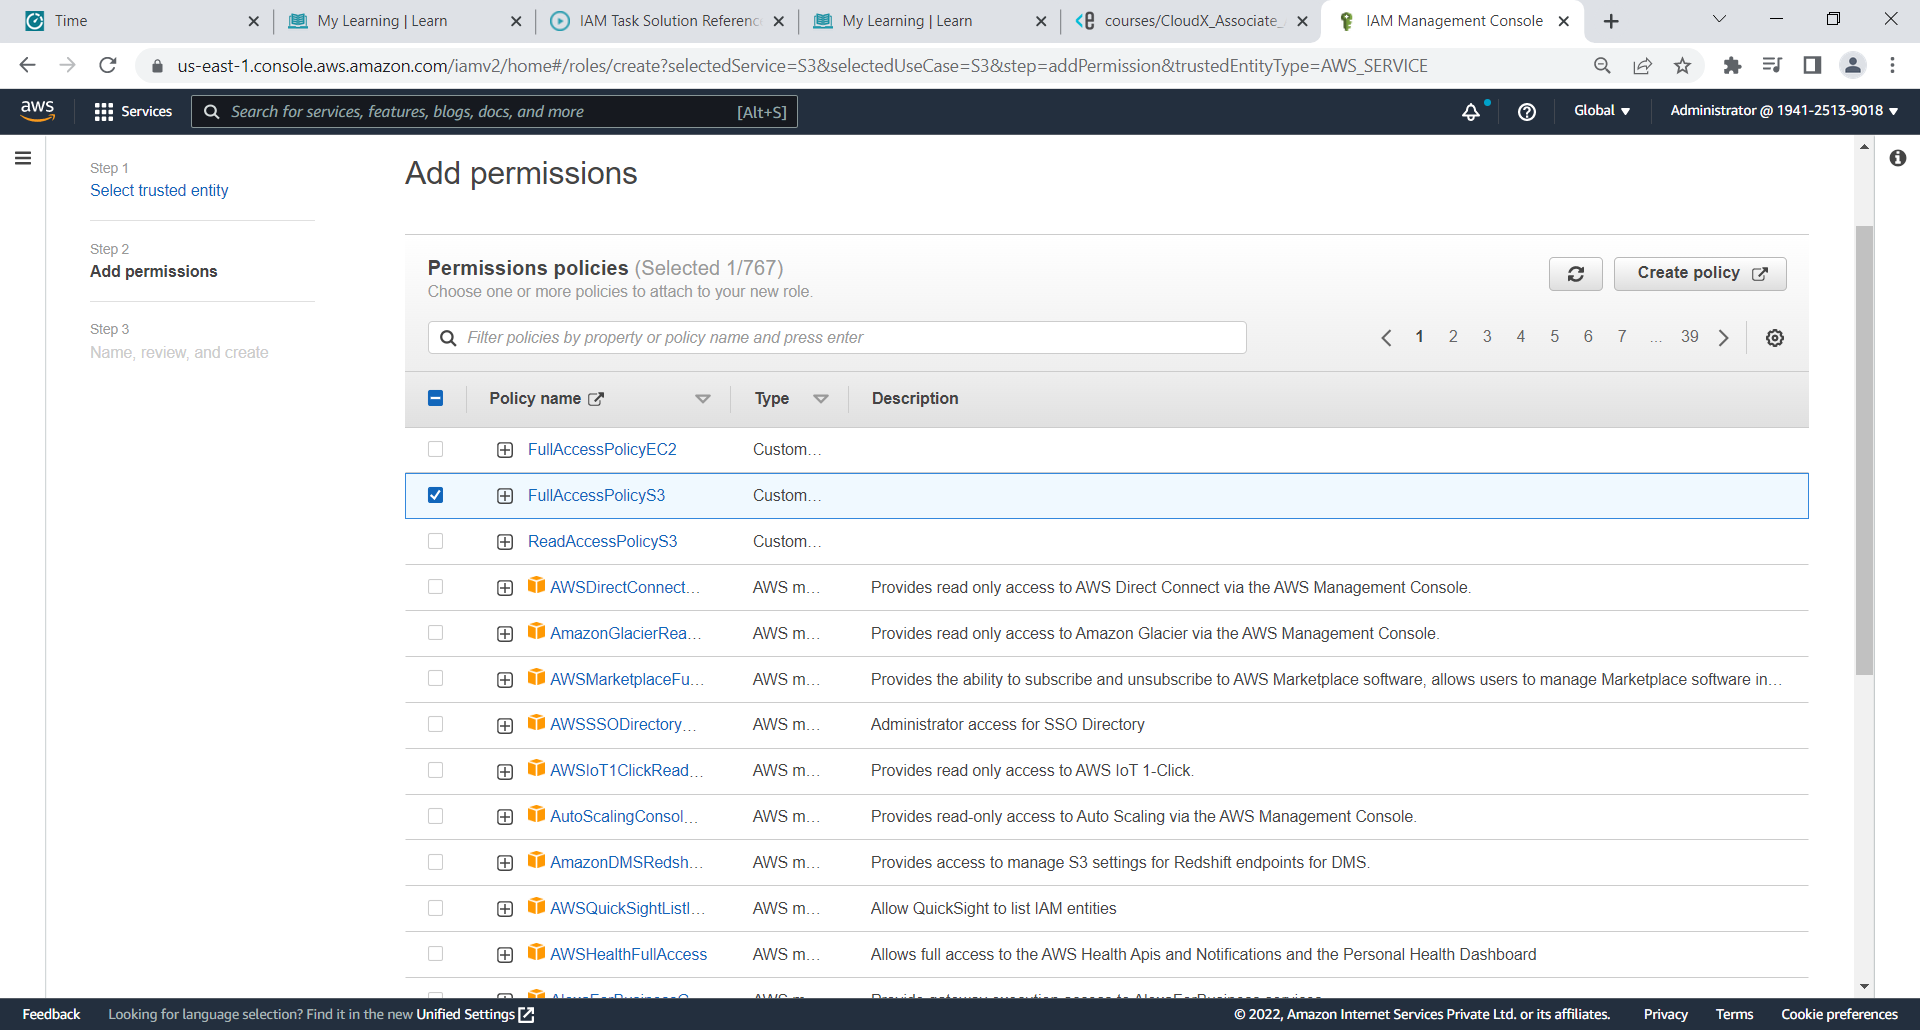 Time
My Learning | Learn
IAM Task Solution Referenc
My Learning | Learn
courses/CloudX_Associate_
IAM Management Console
us-east-1.console.aws.amazon.com/iamv2/home#/roles/create?selectedService=S3&selectedUseCase=S3&step=addPermission&trustedEntityType=AWS_SERVICE
aws
Services
Search for services, features, blogs, docs, and more
[Alt+S]
Global
Administrator @ 1941-2513-9018
Step 1
Select trusted entity
Step 2
Add permissions
Step 3
Name, review, and create
Add permissions
Permissions policies (Selected 1/767)
Choose one or more policies to attach to your new role.
Create policy
Filter policies by property or policy name and press enter
1 2 3 4 5 6 7 ... 39
Policy name Type Description
FullAccessPolicyEC2 Custom...
FullAccessPolicyS3 Custom...
ReadAccessPolicyS3 Custom...
AWSDirectConnect... AWS m... Provides read only access to AWS Direct Connect via the AWS Management Console.
AmazonGlacierRea... AWS m... Provides read only access to Amazon Glacier via the AWS Management Console.
AWSMarketplaceFu... AWS m... Provides the ability to subscribe and unsubscribe to AWS Marketplace software, allows users to manage Marketplace software in...
AWSSSODirectory... AWS m... Administrator access for SSO Directory
AWSIoT1ClickRead... AWS m... Provides read only access to AWS IoT 1-Click.
AutoScalingConsol... AWS m... Provides read-only access to Auto Scaling via the AWS Management Console.
AmazonDMSRedsh... AWS m... Provides access to manage S3 settings for Redshift endpoints for DMS.
AWSQuickSightListI... AWS m... Allow QuickSight to list IAM entities
AWSHealthFullAccess AWS m... Allows full access to the AWS Health Apis and Notifications and the Personal Health Dashboard
AlexaForBusinessG... AWS m... Provide gateway execution access to AlexaForBusiness services
Feedback
Looking for language selection? Find it in the new Unified Settings
© 2022, Amazon Internet Services Private Ltd. or its affiliates.
Privacy
Terms
Cookie preferences